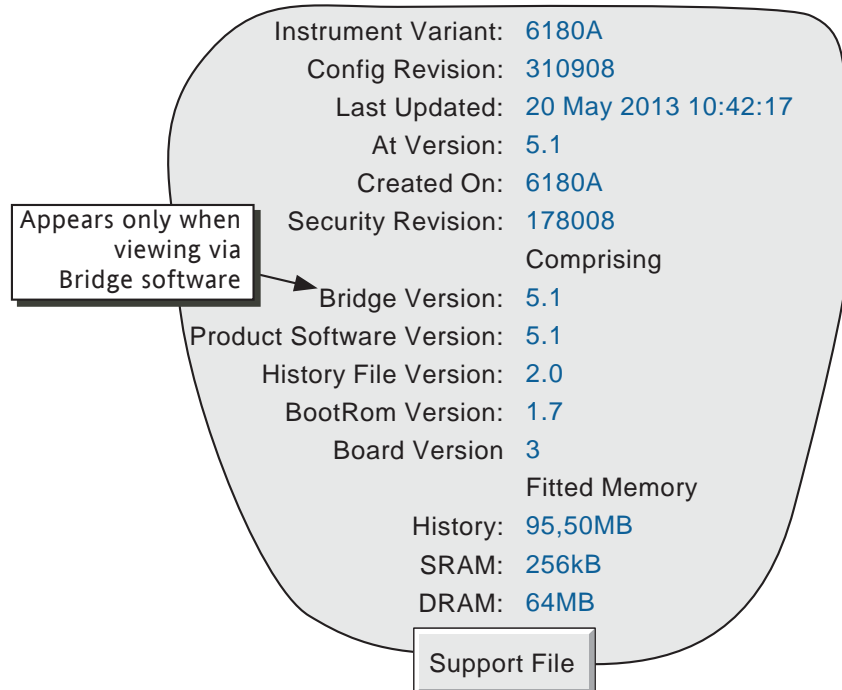 Instrument Variant: 6180A
Config Revision: 310908
Last Updated: 20 May 2013 10:42:17
At Version: 5.1
Created On: 6180A
Security Revision: 178008
Comprising
Appears only when
viewing via
Bridge software
Bridge Version: 5.1
Product Software Version: 5.1
History File Version: 2.0
BootRom Version: 1.7
Board Version 3
Fitted Memory
History: 95,50MB
SRAM: 256kB
DRAM: 64MB
Support File